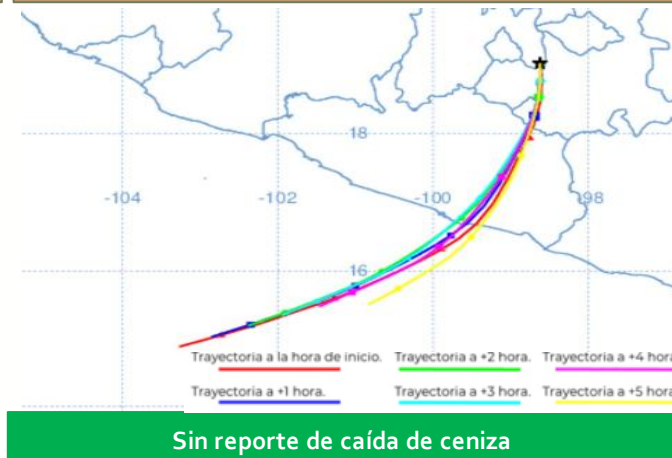 18
-104 -102 -100 -98
16
Trayectoria a la hora de inicio. Trayectoria a +2 hora. Trayectoria a +4 hora
Trayectoria a +1 hora. Trayectoria a +3 hora. Trayectoria a +5 hora
Sin reporte de caída de ceniza